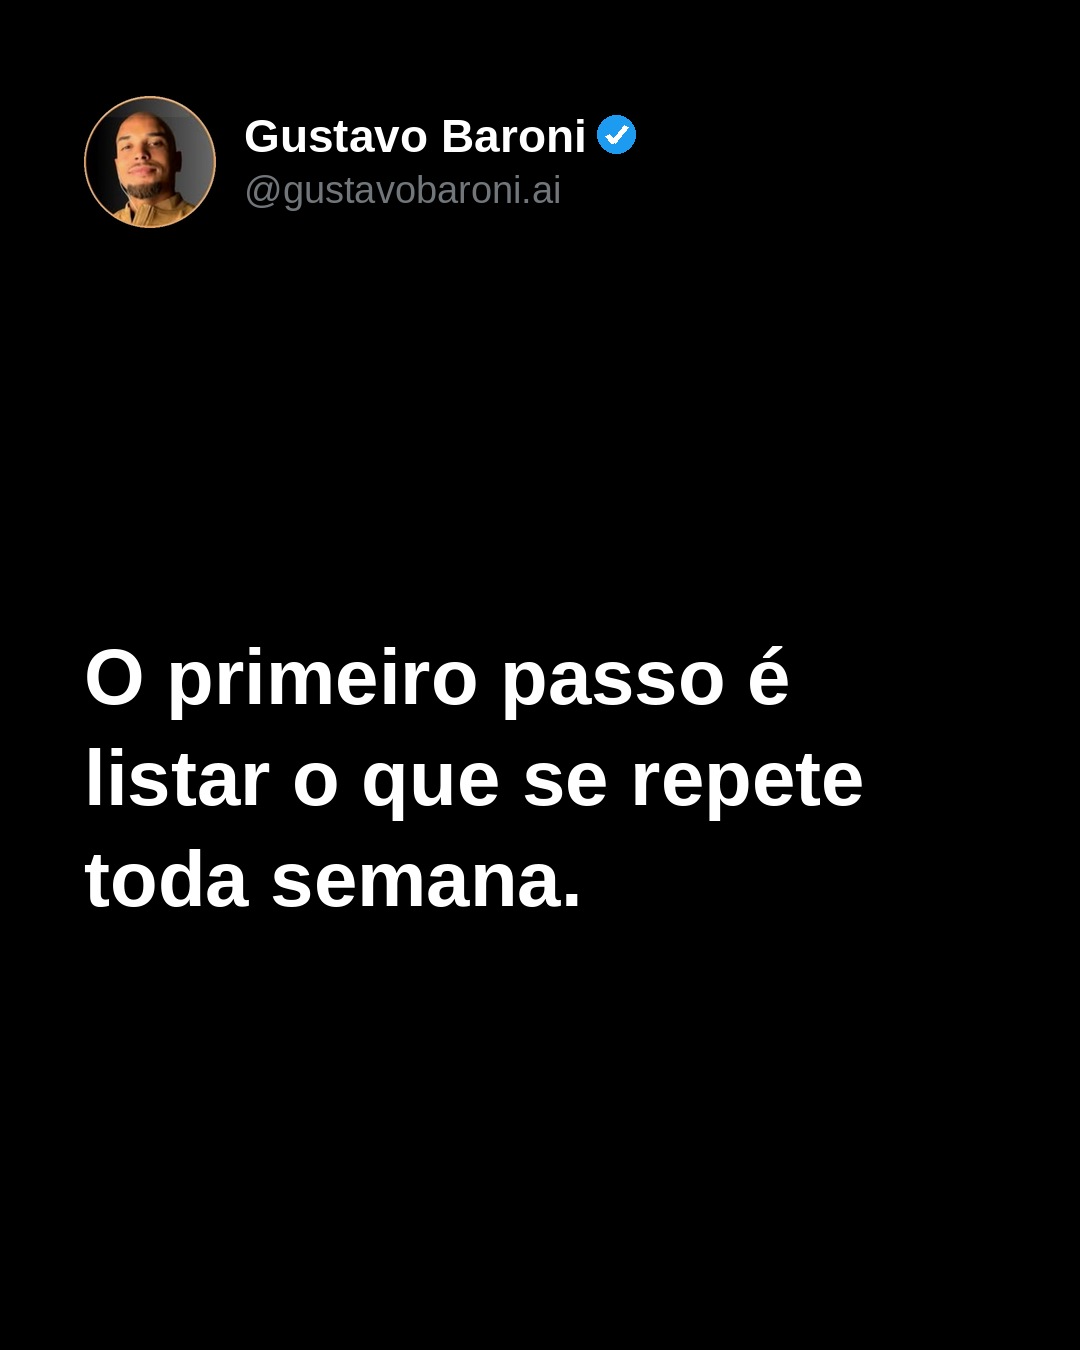 Gustavo Baroni
@gustavobaroni.ai
O primeiro passo é
listar o que se repete
toda semana.